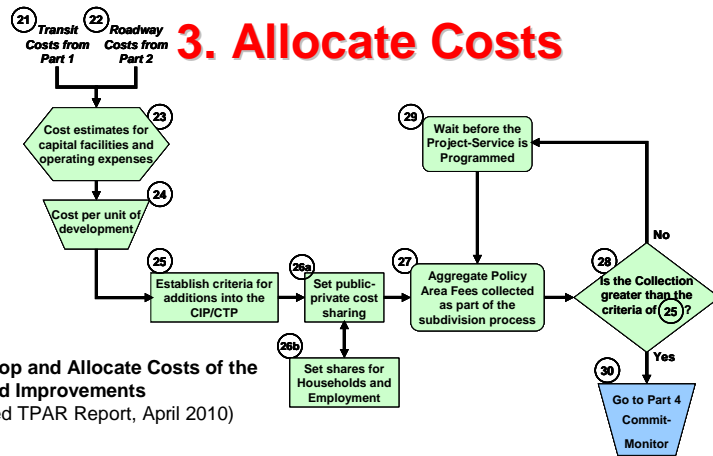 3. Allocate Costs
21
Transit
Costs from
Part 1
22
Roadway
Costs from
Part 2
23
Cost estimates for
capital facilities and
operating expenses
24
Cost per unit of
development
25
Establish criteria for
additions into the
CIP/CTP
26a
Set public-
private cost
sharing
26b
Set shares for
Households and
Employment
27
Aggregate Policy
Area Fees collected
as part of the
subdivision process
28
Is the Collection
greater than the
criteria of 25 ?
No
29
Wait before the
Project-Service is
Programmed
Yes
30
Go to Part 4
Commit-
Monitor
op and Allocate Costs of the
d Improvements
ed TPAR Report, April 2010)